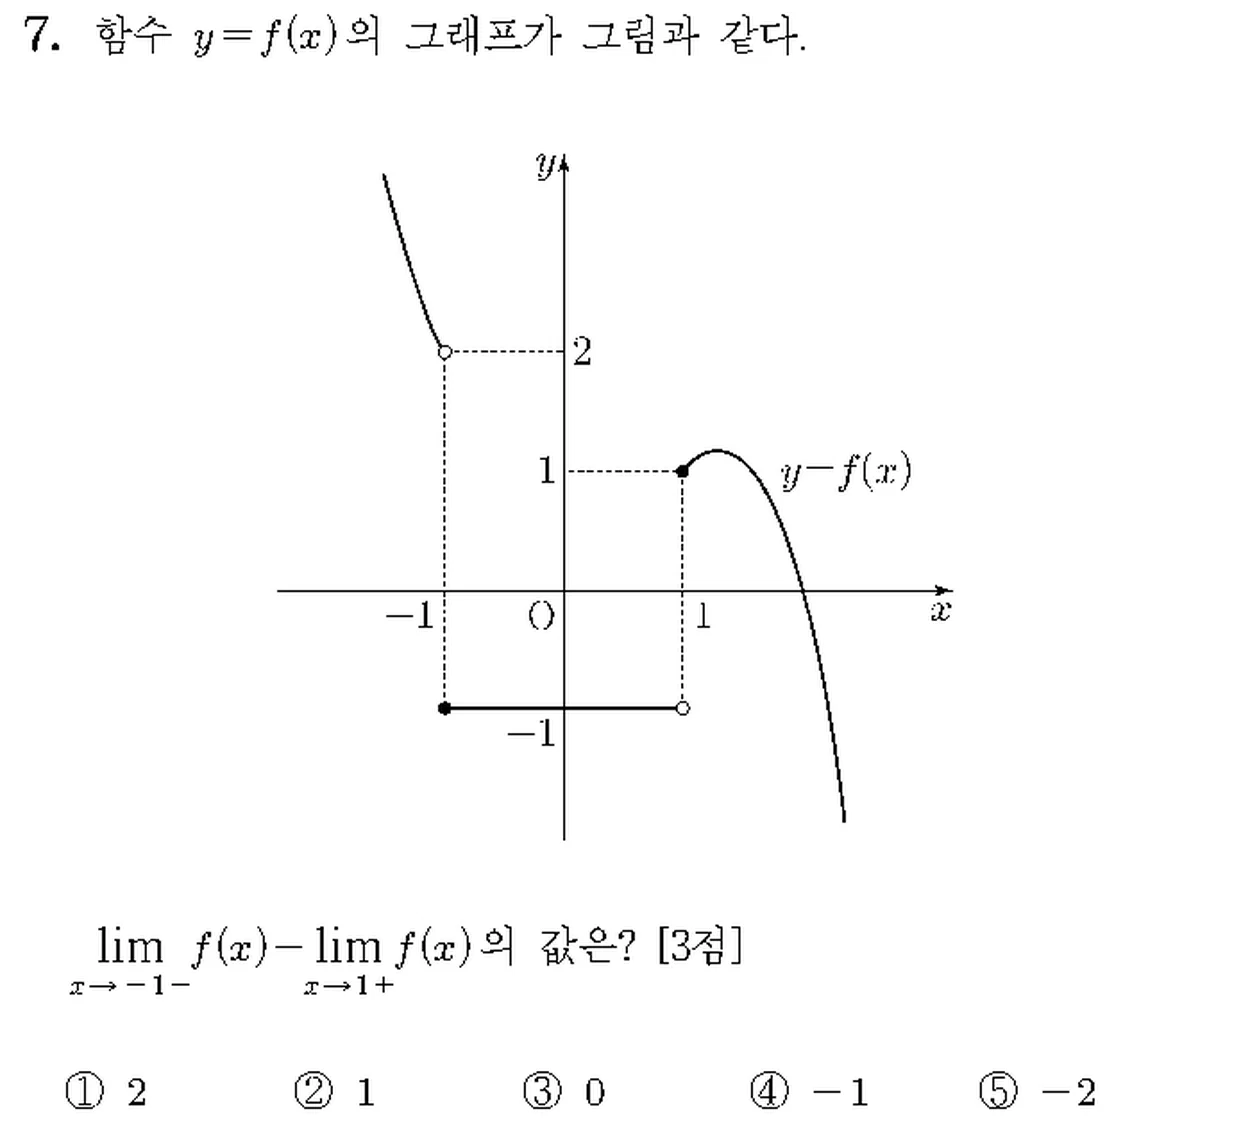 7. 함수 y=f(x)의 그래프가 그림과 같다.
y
2
1
y=f(x)
-1 O 1 x
-1
lim f(x) - lim f(x)의 값은? [3점]
x→-1- x→1+
① 2 ② 1 ③ 0 ④ -1 ⑤ -2